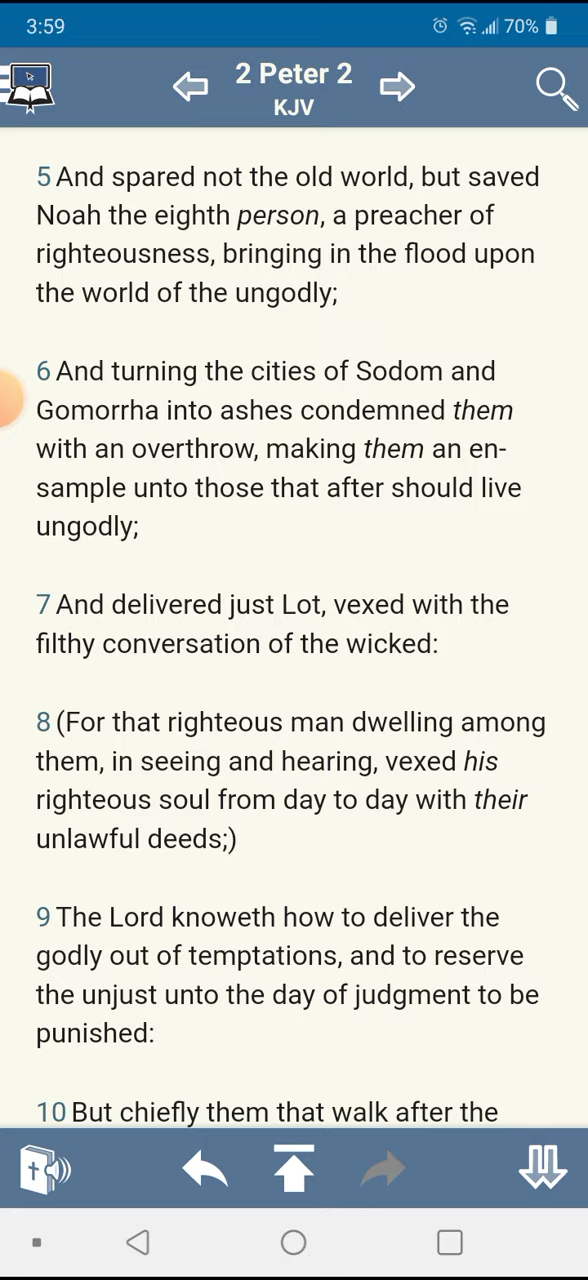 3:59
70%
2 Peter 2
KJV
5 And spared not the old world, but saved
Noah the eighth person, a preacher of
righteousness, bringing in the flood upon
the world of the ungodly;
6 And turning the cities of Sodom and
Gomorrha into ashes condemned them
with an overthrow, making them an en-
sample unto those that after should live
ungodly;
7 And delivered just Lot, vexed with the
filthy conversation of the wicked:
8 (For that righteous man dwelling among
them, in seeing and hearing, vexed his
righteous soul from day to day with their
unlawful deeds;)
9 The Lord knoweth how to deliver the
godly out of temptations, and to reserve
the unjust unto the day of judgment to be
punished:
10 But chiefly them that walk after the